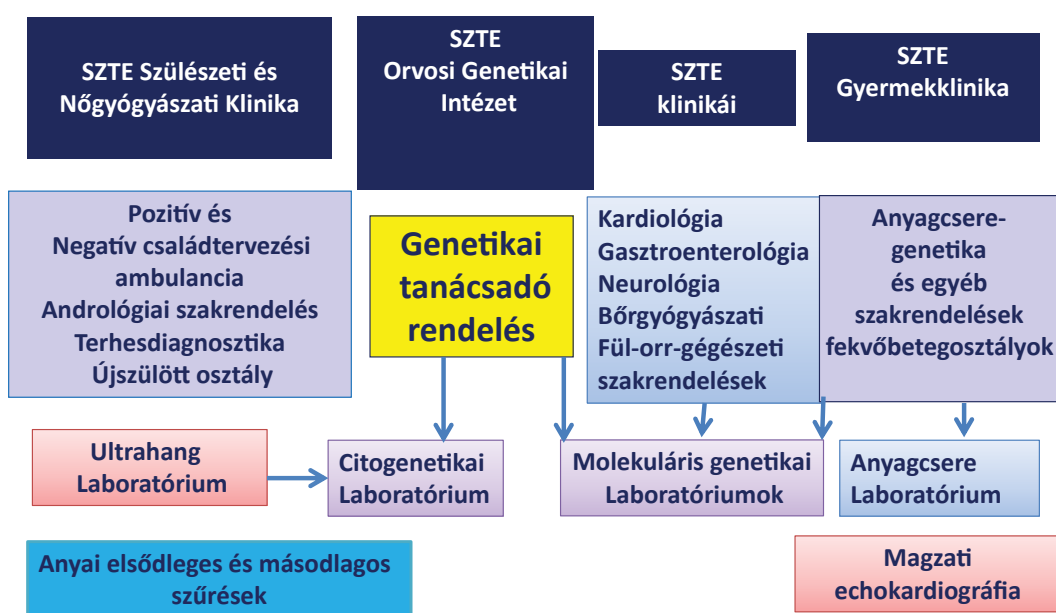 SZTE Szülészeti és
Nőgyógyászati Klinika
SZTE
Orvosi Genetikai
Intézet
SZTE
klinikái
SZTE
Gyermekklinika
Pozitív és
Negatív családtervezési
ambulancia
Andrológiai szakrendelés
Terhesdiagnosztika
Újszülött osztály
Genetikai
tanácsadó
rendelés
Kardiológia
Gasztroenterológia
Neurológia
Bőrgyógyászati
Fül-orr-gégészeti
szakrendelések
Anyagcsere-
genetika
és egyéb
szakrendelések
fekvőbetegosztályok
Ultrahang
Laboratórium
Citogenetikai
Laboratórium
Molekuláris genetikai
Laboratóriumok
Anyagcsere
Laboratórium
Anyai elsődleges és másodlagos
szűrések
Magzati
echokardiográfia